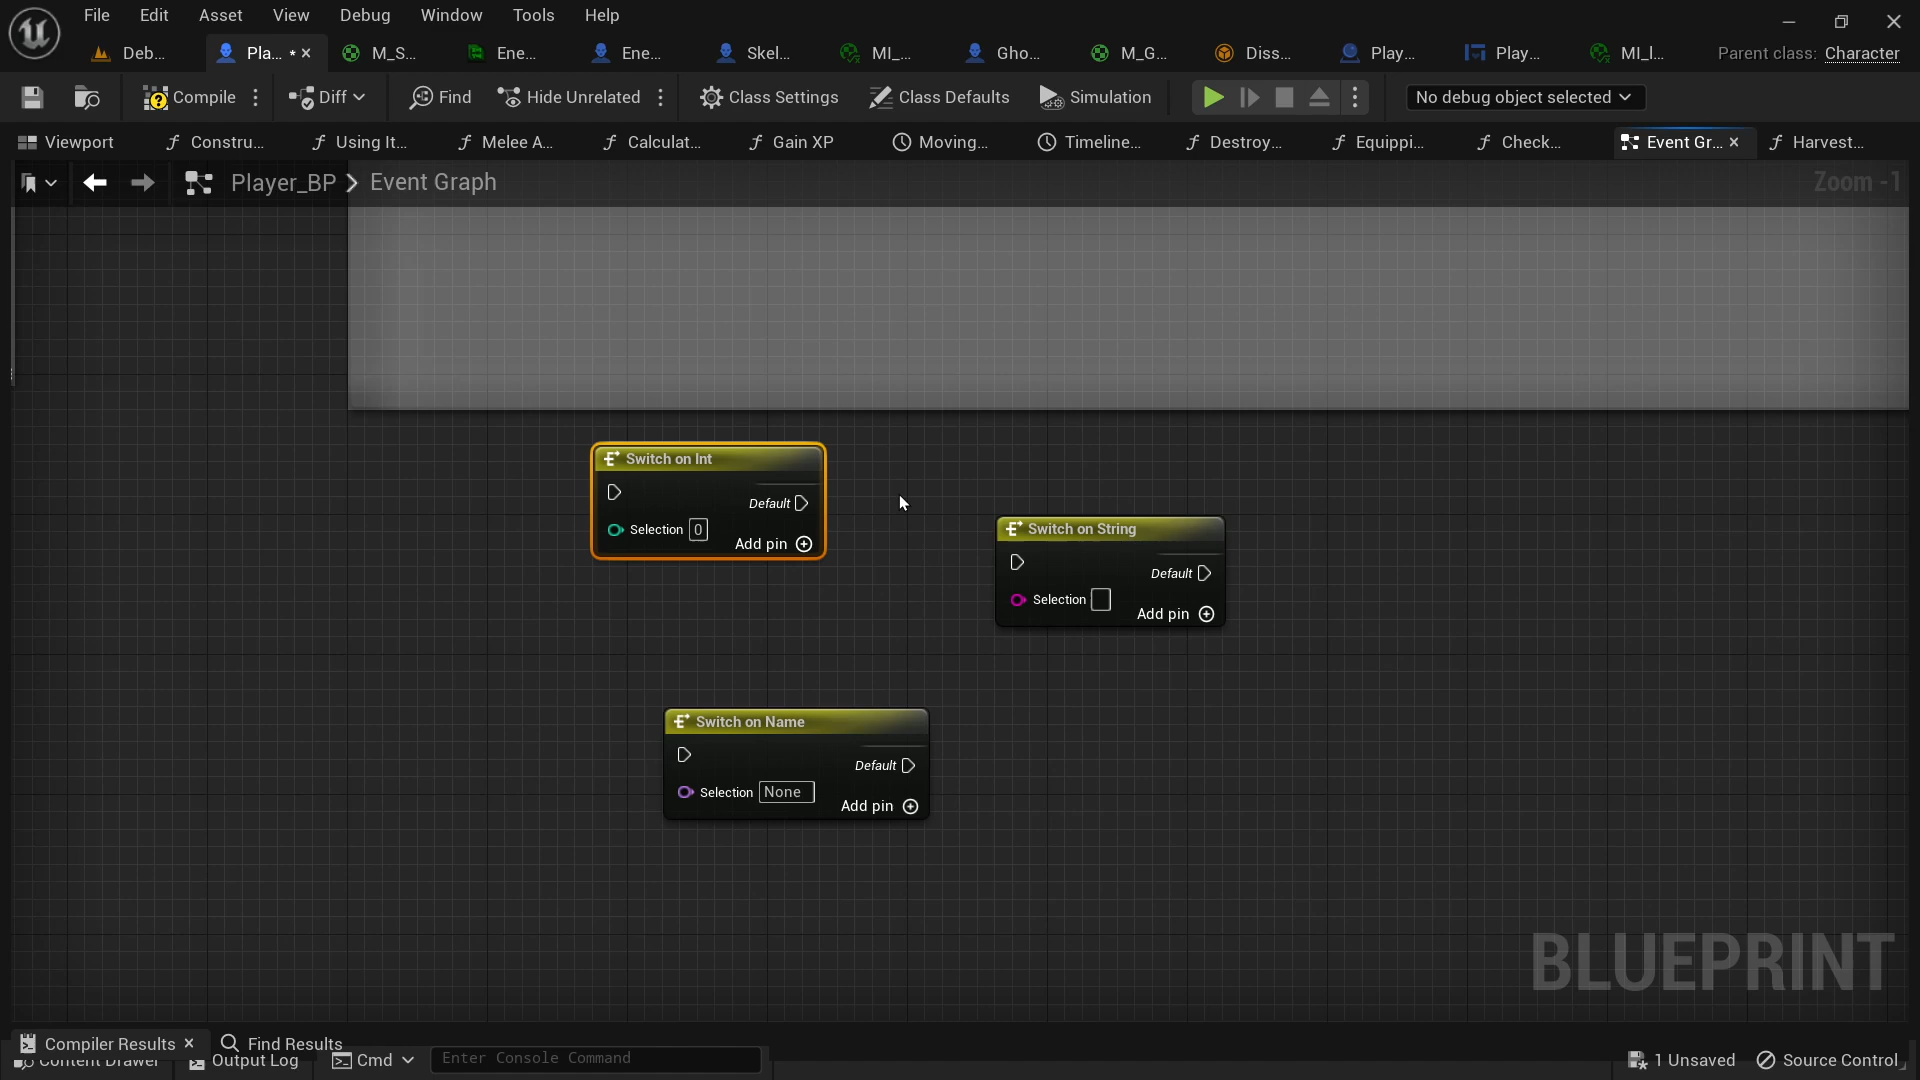 File Edit Asset View Debug Window Tools Help
Deb... Pla... * M_S... Ene... Ene... Skel... MI_... Gho... M_G... Diss... Play... Play... MI_l... Parent class: Character
Compile Diff Find Hide Unrelated Class Settings Class Defaults Simulation No debug object selected
Viewport Constru... Using It... Melee A... Calculat... Gain XP Moving... Timeline... Destroy... Equippi... Check... Event Gr... Harvest...
Player_BP Event Graph Zoom -1
Switch on Int
Default
Selection 0
Add pin
Switch on String
Default
Selection
Add pin
Switch on Name
Default
Selection None
Add pin
BLUEPRINT
Compiler Results Find Results
Content Drawer Output Log Cmd Enter Console Command 1 Unsaved Source Control